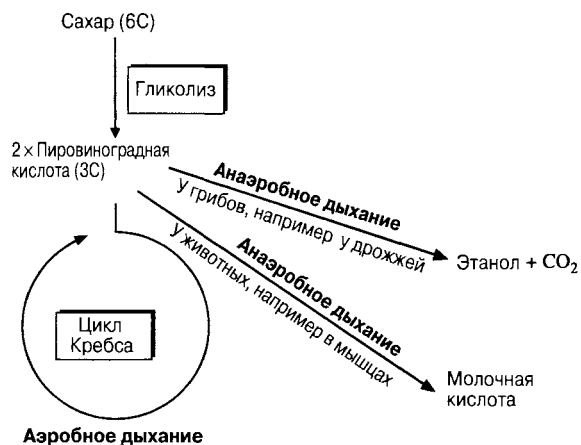 Сахар (6С)
Гликолиз
2 × Пировиноградная
кислота (3С)
Анаэробное дыхание
У грибов, например у дрожжей
Этанол + CO₂
Анаэробное дыхание
У животных, например в мышцах
Молочная
кислота
Цикл
Кребса
Аэробное дыхание